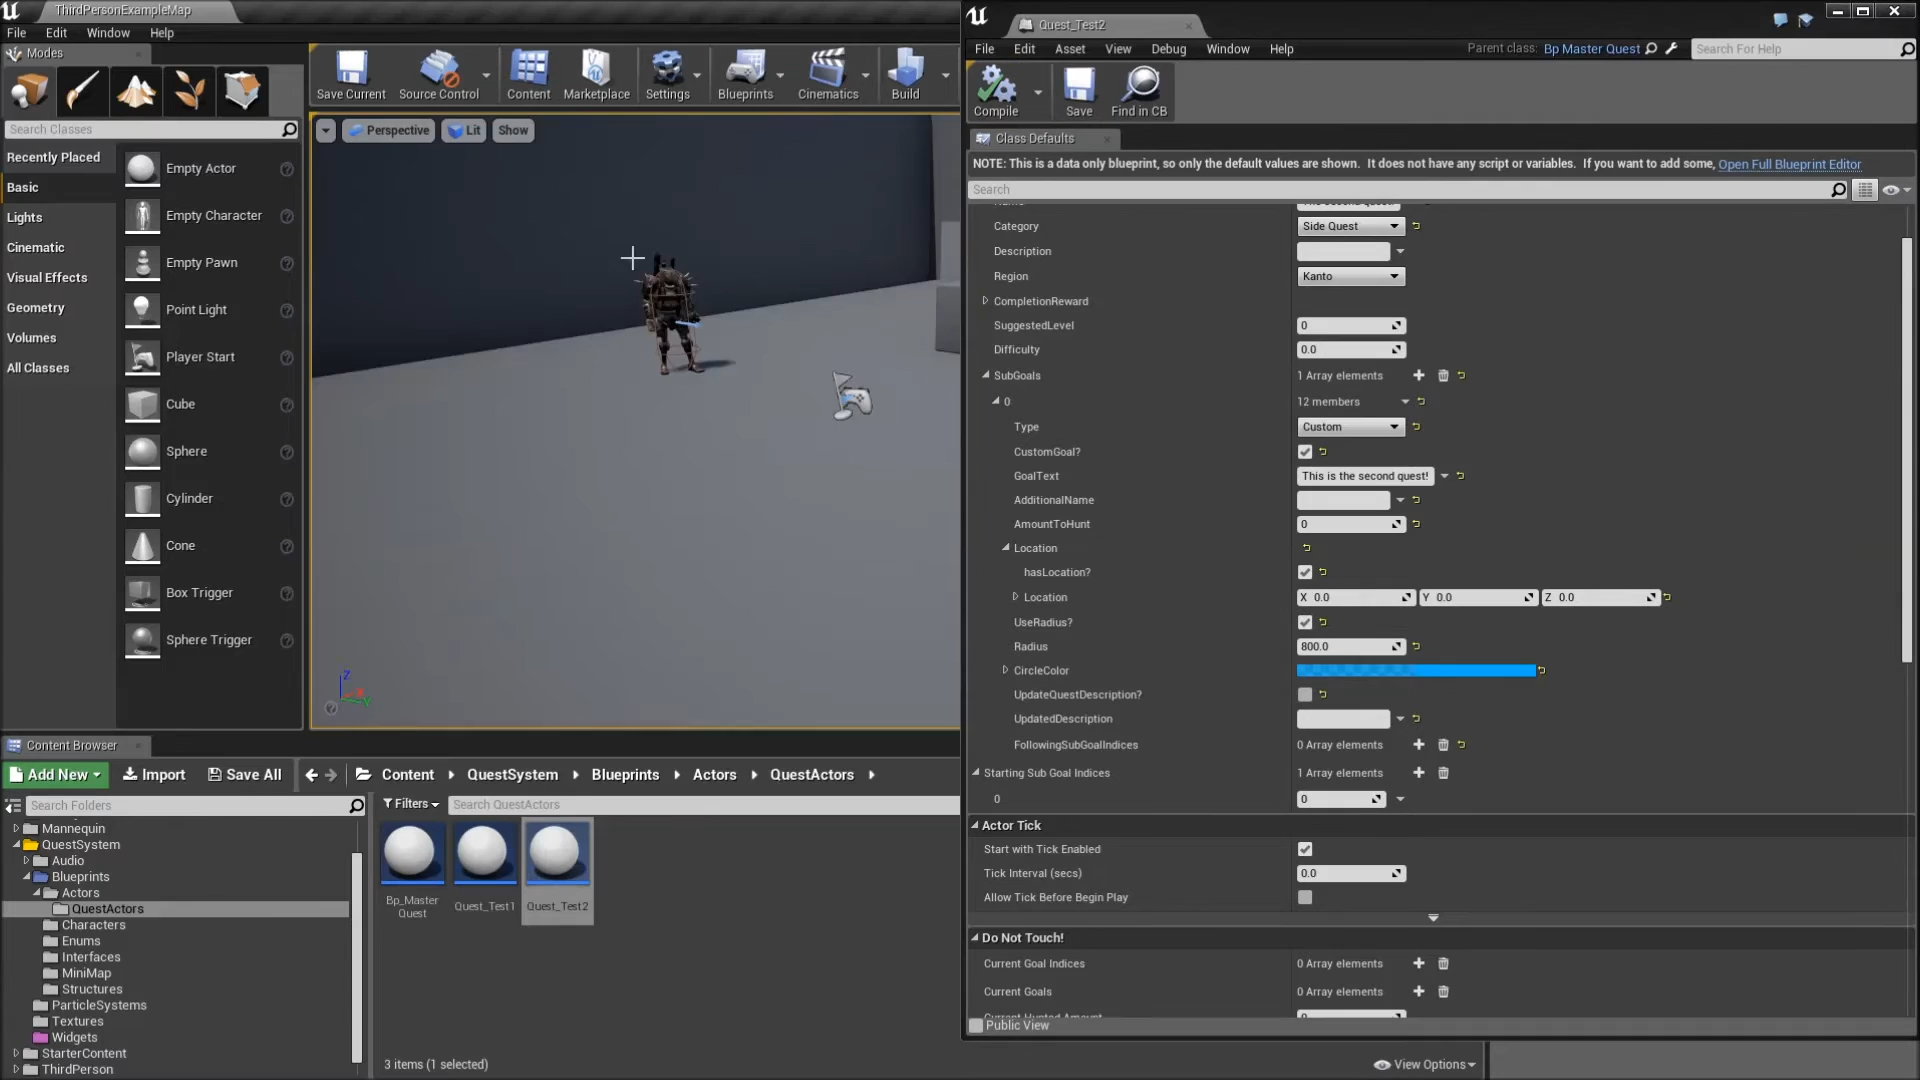 ThirdPersonExampleMap
File Edit Window Help
Modes
Search Classes
Recently Placed
Basic
Lights
Cinematic
Visual Effects
Geometry
Volumes
All Classes
Empty Actor
Empty Character
Empty Pawn
Point Light
Player Start
Cube
Sphere
Cylinder
Cone
Box Trigger
Sphere Trigger
Save Current Source Control Content Marketplace Settings Blueprints Cinematics Build
Perspective Lit Show
Z
X
Y
Quest_Test2
File Edit Asset View Debug Window Help Parent class: Bp Master Quest Search For Help
Compile Save Find in CB
Class Defaults
NOTE: This is a data only blueprint, so only the default values are shown. It does not have any script or variables. If you want to add some, Open Full Blueprint Editor
Search
Category Side Quest
Description
Region Kanto
CompletionReward
SuggestedLevel 0
Difficulty 0.0
SubGoals 1 Array elements
0 12 members
Type Custom
CustomGoal?
GoalText This is the second quest!
AdditionalName
AmountToHunt 0
Location
hasLocation?
Location X 0.0 Y 0.0 Z 0.0
UseRadius?
Radius 800.0
CircleColor
UpdateQuestDescription?
UpdatedDescription
FollowingSubGoalIndices 0 Array elements
Starting Sub Goal Indices 1 Array elements
0 0
Actor Tick
Start with Tick Enabled
Tick Interval (secs) 0.0
Allow Tick Before Begin Play
Do Not Touch!
Current Goal Indices 0 Array elements
Current Goals 0 Array elements
Current Hunted Amount 0
Public View
Content Browser
Add New Import Save All Content QuestSystem Blueprints Actors QuestActors
Search Folders
Filters Search QuestActors
Mannequin
QuestSystem
Audio
Blueprints
Actors
QuestActors
Characters
Enums
Interfaces
MiniMap
Structures
ParticleSystems
Textures
Widgets
StarterContent
ThirdPerson
Bp_Master
Quest
Quest_Test1
Quest_Test2
3 items (1 selected)
View Options